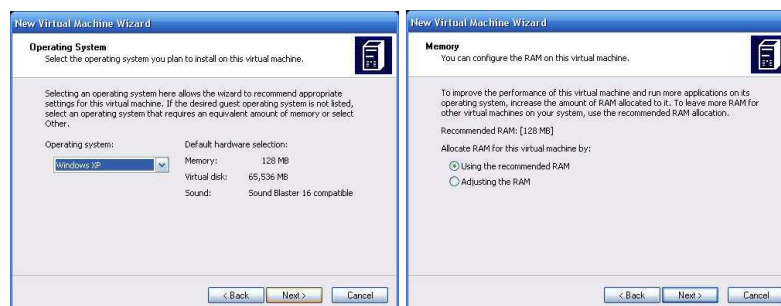 New Virtual Machine Wizard
Operating System
Select the operating system you plan to install on this virtual machine.
Selecting an operating system here allows the wizard to recommend appropriate
settings for this virtual machine. If the desired guest operating system is not listed,
select an operating system that requires an equivalent amount of memory or select
Other.
Operating system:
Windows XP
Default hardware selection:
Memory: 128 MB
Virtual disk: 65,536 MB
Sound: Sound Blaster 16 compatible
< Back Next > Cancel
New Virtual Machine Wizard
Memory
You can configure the RAM on this virtual machine.
To improve the performance of this virtual machine and run more applications on its
operating system, increase the amount of RAM allocated to it. To leave more RAM for
other virtual machines on your system, use the recommended RAM allocation.
Recommended RAM: [128 MB]
Allocate RAM for this virtual machine by:
Using the recommended RAM
Adjusting the RAM
< Back Next > Cancel